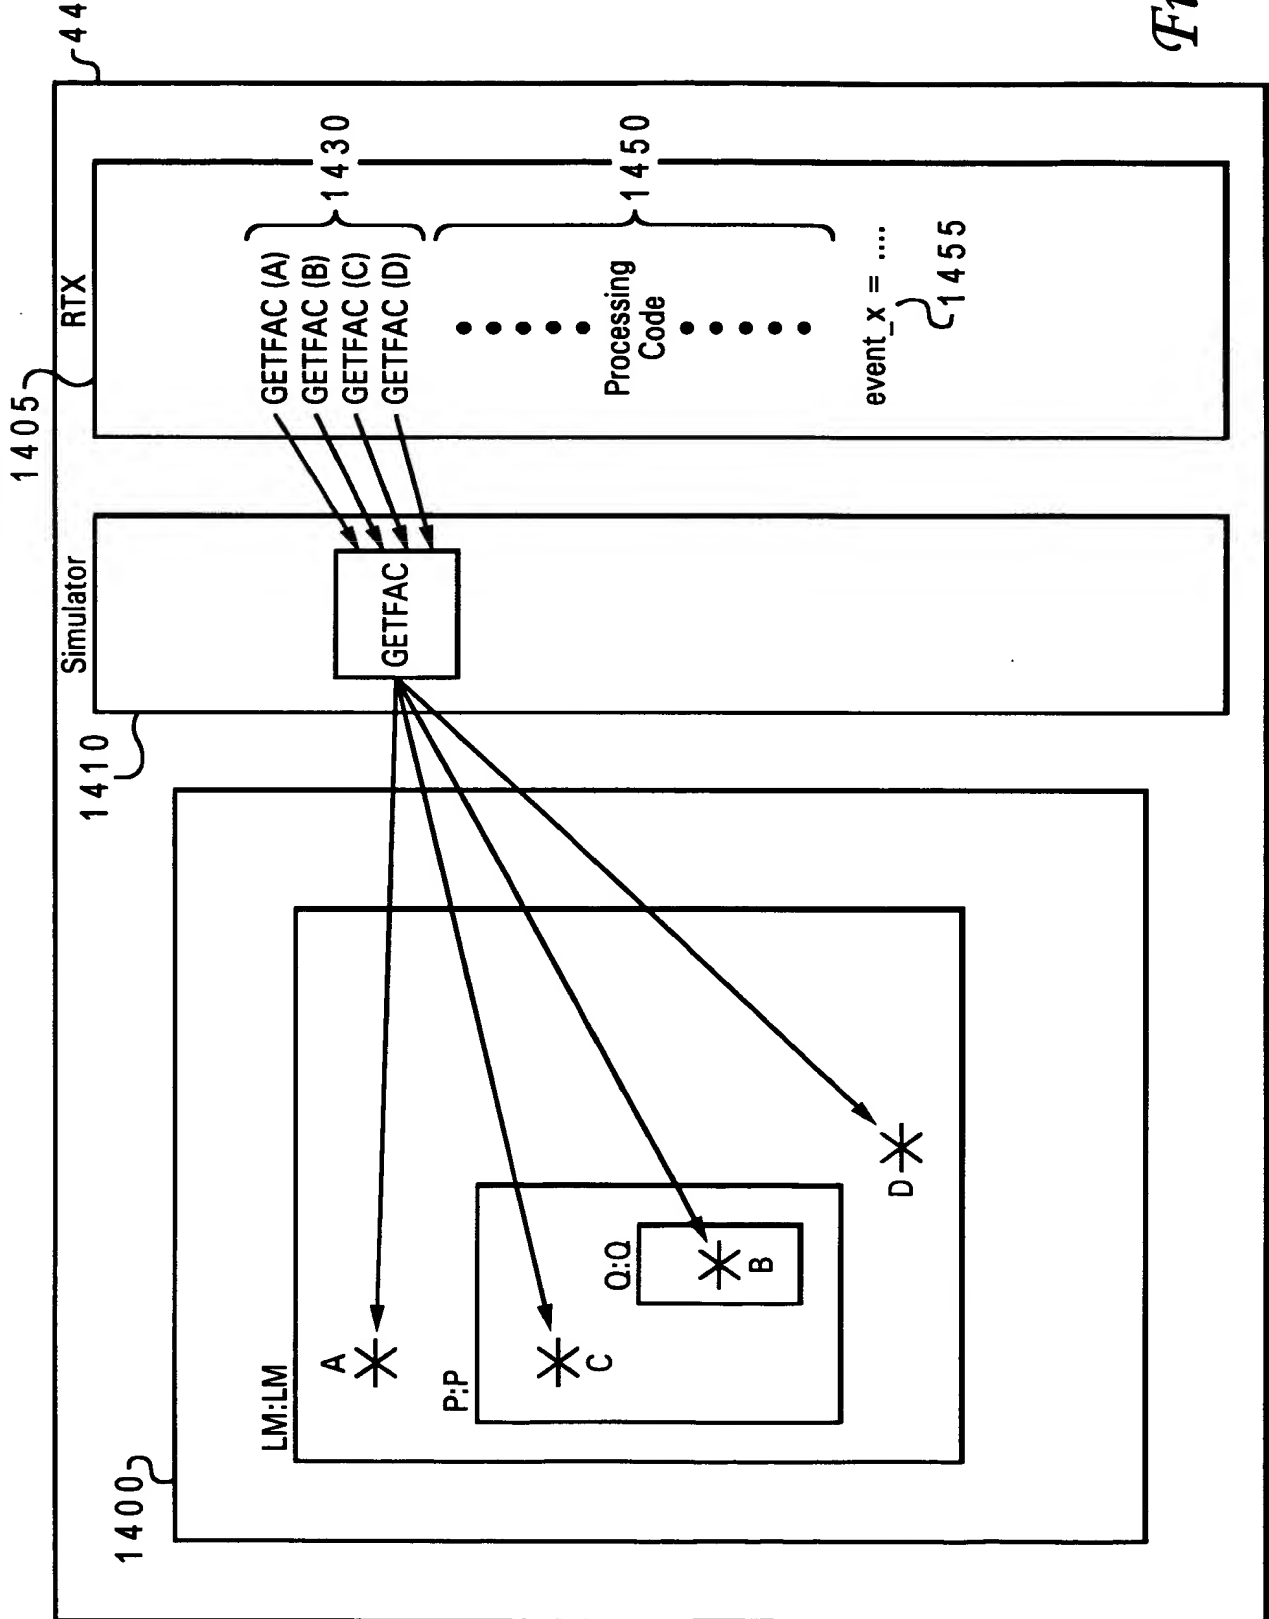 1400
LM:LM
A
P:P
C
Q:Q
B
D
1410
Simulator
GETFAC
1405
RTX
GETFAC (A)
GETFAC (B)
GETFAC (C)
GETFAC (D)
1430
Processing
Code
1450
event_x = ....
1455
44